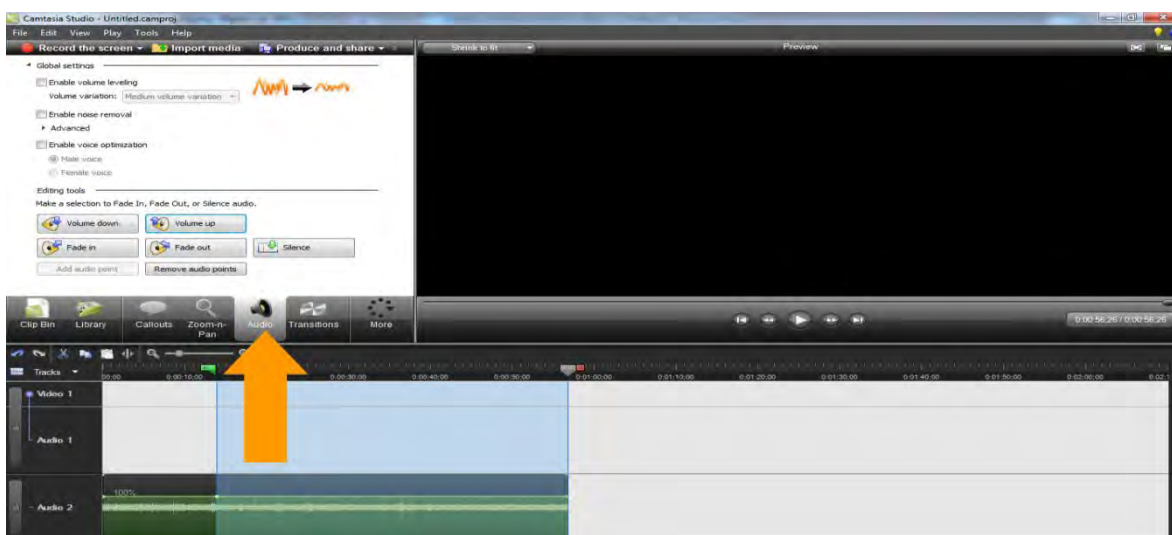 Camtasia Studio - Untitled.camproj
File Edit View Play Tools Help
Record the screen Import media Produce and share
Shrink to fit
Preview
Global settings
Enable volume leveling
Volume variation: Medium volume variation
Enable noise removal
Advanced
Enable voice optimization
Male voice
Female voice
Editing tools
Make a selection to Fade In, Fade Out, or Silence audio.
Volume down Volume up
Fade in Fade out Silence
Add audio point Remove audio points
Clip Bin Library Callouts Zoom-n-Pan Audio Transitions More
0:00:56;26 / 0:00:56;26
Tracks
00:00 0:00:10;00 0:00:30;00 0:00:40;00 0:00:50;00 0:01:00;00 0:01:10;00 0:01:20;00 0:01:30;00 0:01:40;00 0:01:50;00 0:02:00;00 0:02:1
Video 1
Audio 1
100%
Audio 2